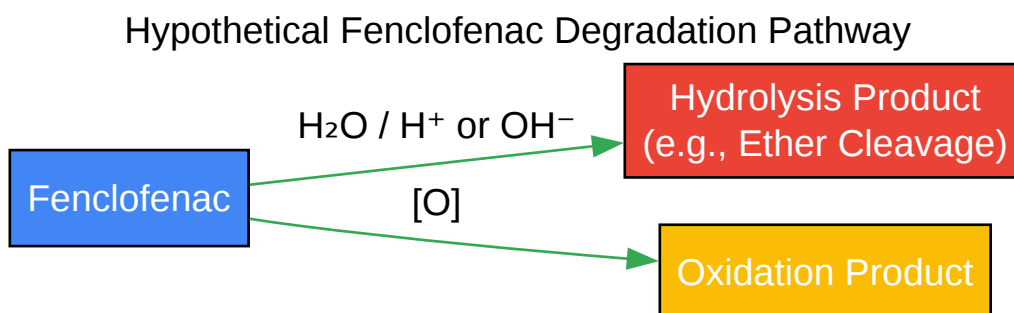 Hypothetical Fenclofenac Degradation Pathway
Hydrolysis Product
(e.g., Ether Cleavage)
H₂O / H⁺ or OH⁻
Fenclofenac
[O]
Oxidation Product